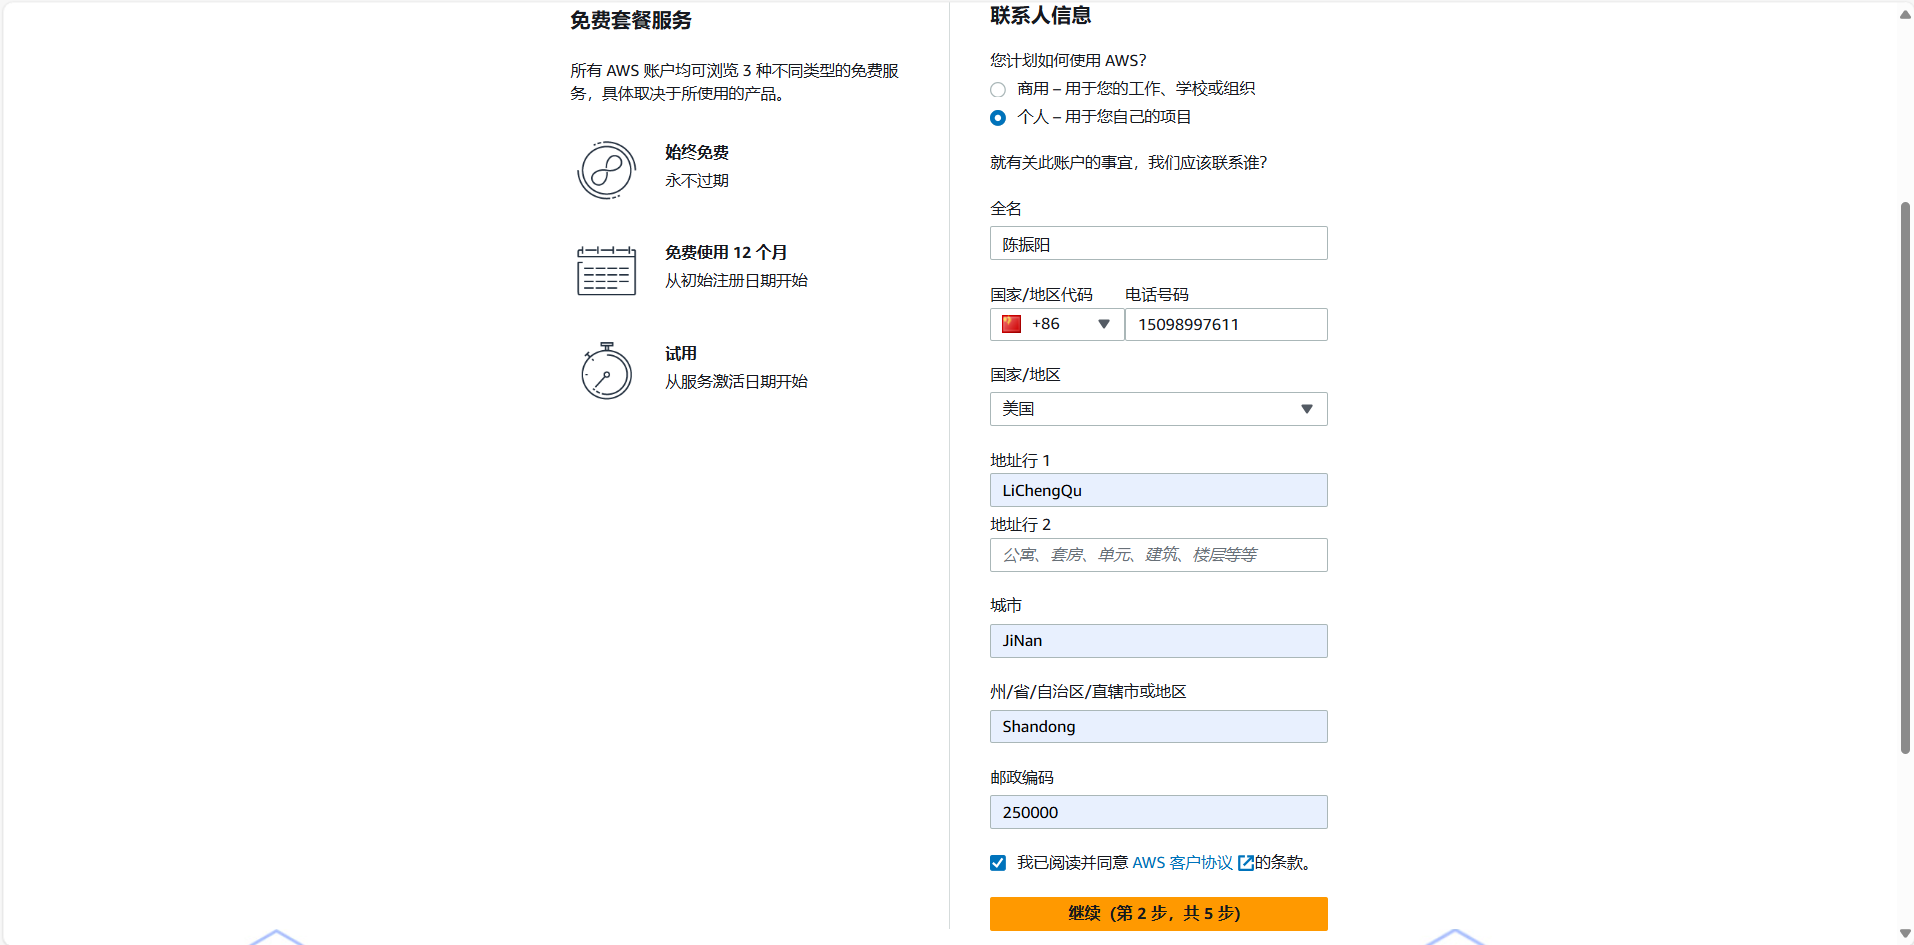 免费套餐服务
所有 AWS 账户均可浏览 3 种不同类型的免费服
务，具体取决于所使用的产品。
始终免费
永不过期
免费使用 12 个月
从初始注册日期开始
试用
从服务激活日期开始
联系人信息
您计划如何使用 AWS？
商用 – 用于您的工作、学校或组织
个人 – 用于您自己的项目
就有关此账户的事宜，我们应该联系谁？
全名
陈振阳
国家/地区代码 电话号码
+86 15098997611
国家/地区
美国
地址行 1
LiChengQu
地址行 2
公寓、套房、单元、建筑、楼层等等
城市
JiNan
州/省/自治区/直辖市或地区
Shandong
邮政编码
250000
我已阅读并同意 AWS 客户协议 的条款。
继续（第 2 步，共 5 步）